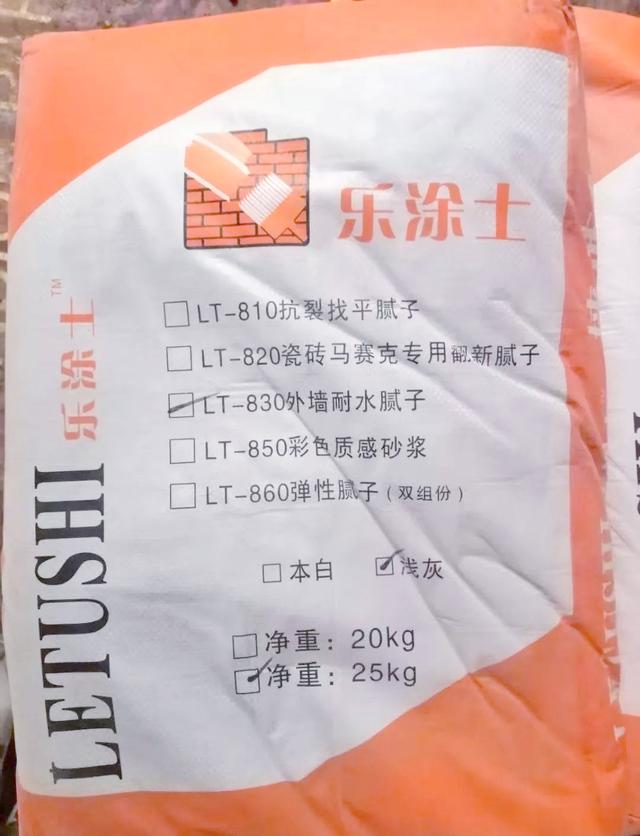 乐涂士
LT-810抗裂找平腻子
LT-820瓷砖马赛克专用翻新腻子
LT-830外墙耐水腻子
LT-850彩色质感砂浆
LT-860弹性腻子（双组份）
本白 浅灰
净重：20kg
净重：25kg
LETUSHI 乐涂士™